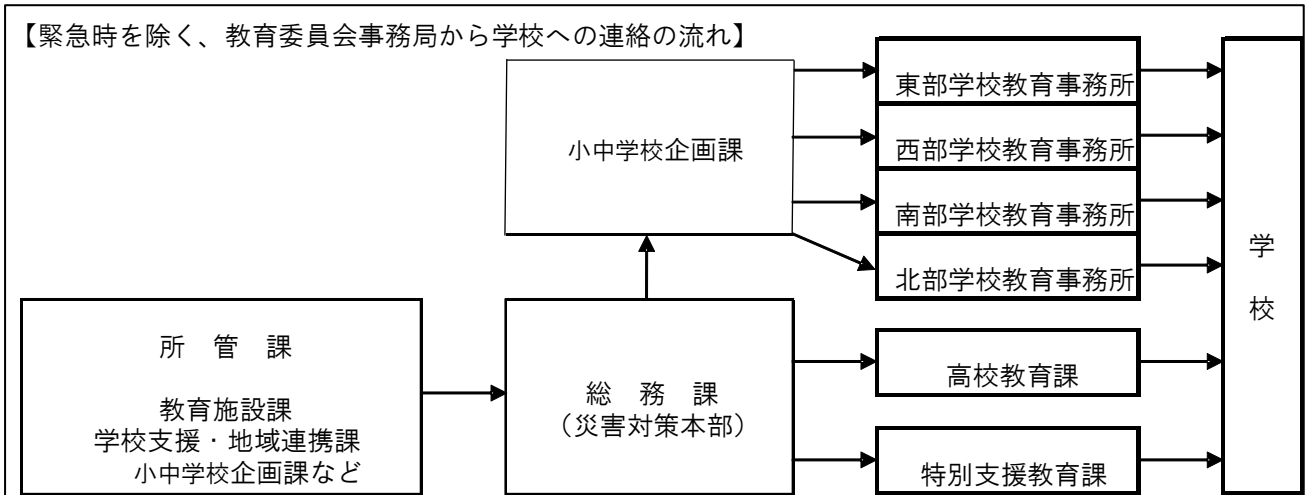 【緊急時を除く、教育委員会事務局から学校への連絡の流れ】
小中学校企画課
東部学校教育事務所
西部学校教育事務所
南部学校教育事務所
北部学校教育事務所
学
校
所　管　課
教育施設課
学校支援・地域連携課
小中学校企画課など
総　務　課
（災害対策本部）
高校教育課
特別支援教育課